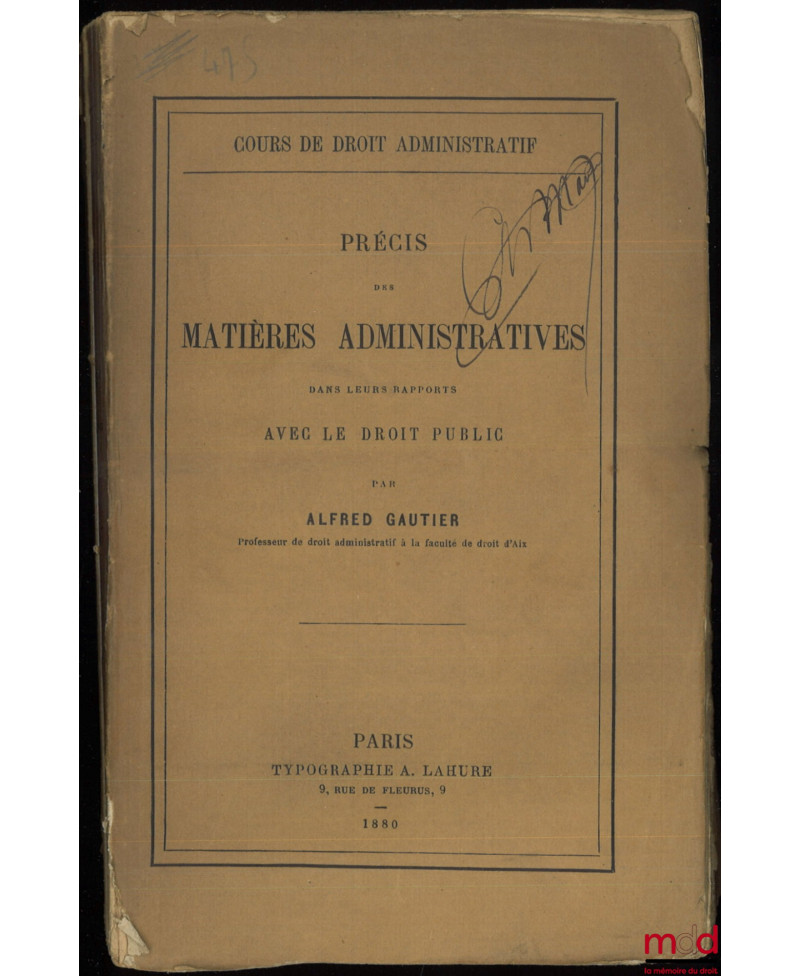 475
COURS DE DROIT ADMINISTRATIF
PRÉCIS
DES
MATIÈRES ADMINISTRATIVES
DANS LEURS RAPPORTS
AVEC LE DROIT PUBLIC
PAR
ALFRED GAUTIER
Professeur de droit administratif à la faculté de droit d'Aix
PARIS
TYPOGRAPHIE A. LAHURE
9, RUE DE FLEURUS, 9
1880
mdd
la mémoire du droit